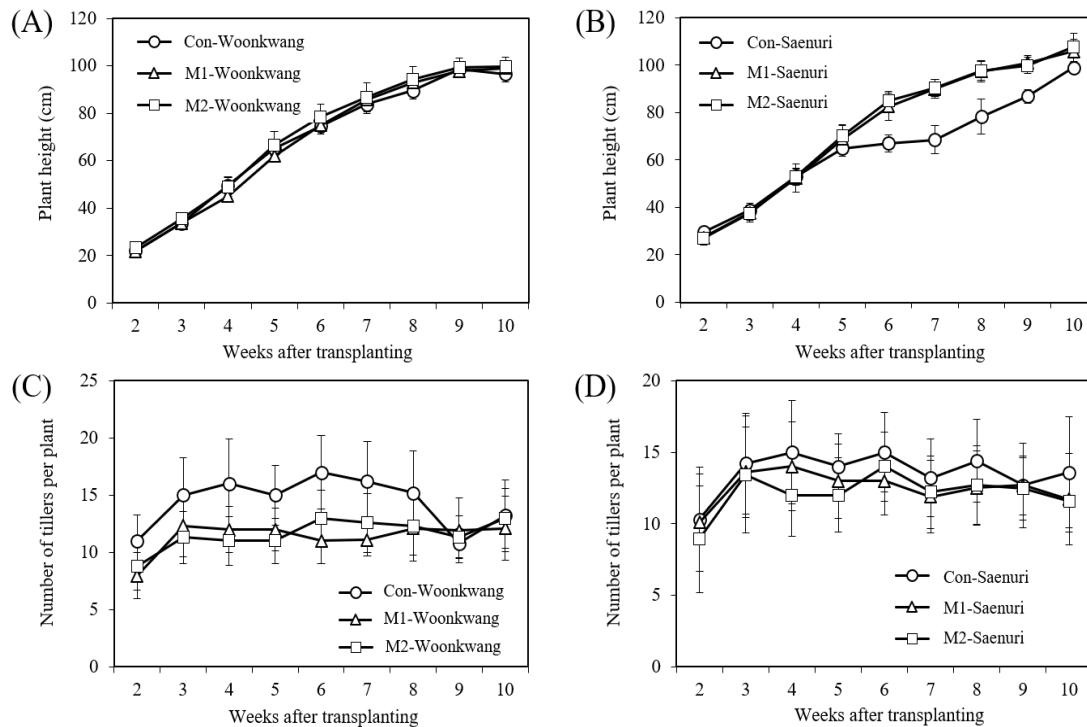 (A)
120
100
80
60
40
20
0
Plant height (cm)
Con-Woonkwang
M1-Woonkwang
M2-Woonkwang
2 3 4 5 6 7 8 9 10
Weeks after transplanting
(B)
120
100
80
60
40
20
0
Plant height (cm)
Con-Saenuri
M1-Saenuri
M2-Saenuri
2 3 4 5 6 7 8 9 10
Weeks after transplanting
(C)
25
20
15
10
5
0
Number of tillers per plant
Con-Woonkwang
M1-Woonkwang
M2-Woonkwang
2 3 4 5 6 7 8 9 10
Weeks after transplanting
(D)
20
15
10
5
0
Number of tillers per plant
Con-Saenuri
M1-Saenuri
M2-Saenuri
2 3 4 5 6 7 8 9 10
Weeks after transplanting